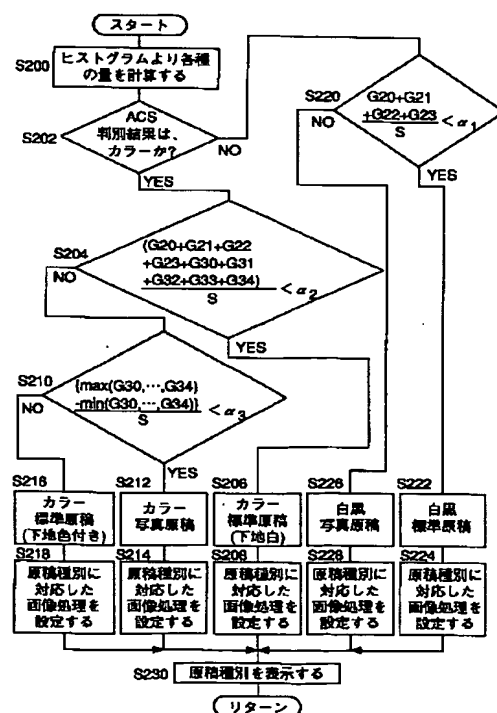 スタート
S200
ヒストグラムより各種
の量を計算する
S202
ACS
判別結果は、
カラーか?
NO
YES
S220
NO
G20+G21
+G22+G23
S
<α1
YES
S204
NO
(G20+G21+G22
+G23+G30+G31
+G32+G33+G34)
S
<α2
YES
S210
NO
{max(G30,…,G34)
-min(G30,…,G34)}
S
<α3
YES
S216
カラー
標準原稿
(下地色付き)
S212
カラー
写真原稿
S206
カラー
標準原稿
(下地白)
S226
白黒
写真原稿
S222
白黒
標準原稿
S218
原稿種別に
対応した
画像処理を
設定する
S214
原稿種別に
対応した
画像処理を
設定する
S208
原稿種別に
対応した
画像処理を
設定する
S228
原稿種別に
対応した
画像処理を
設定する
S224
原稿種別に
対応した
画像処理を
設定する
S230
原稿種別を表示する
リターン